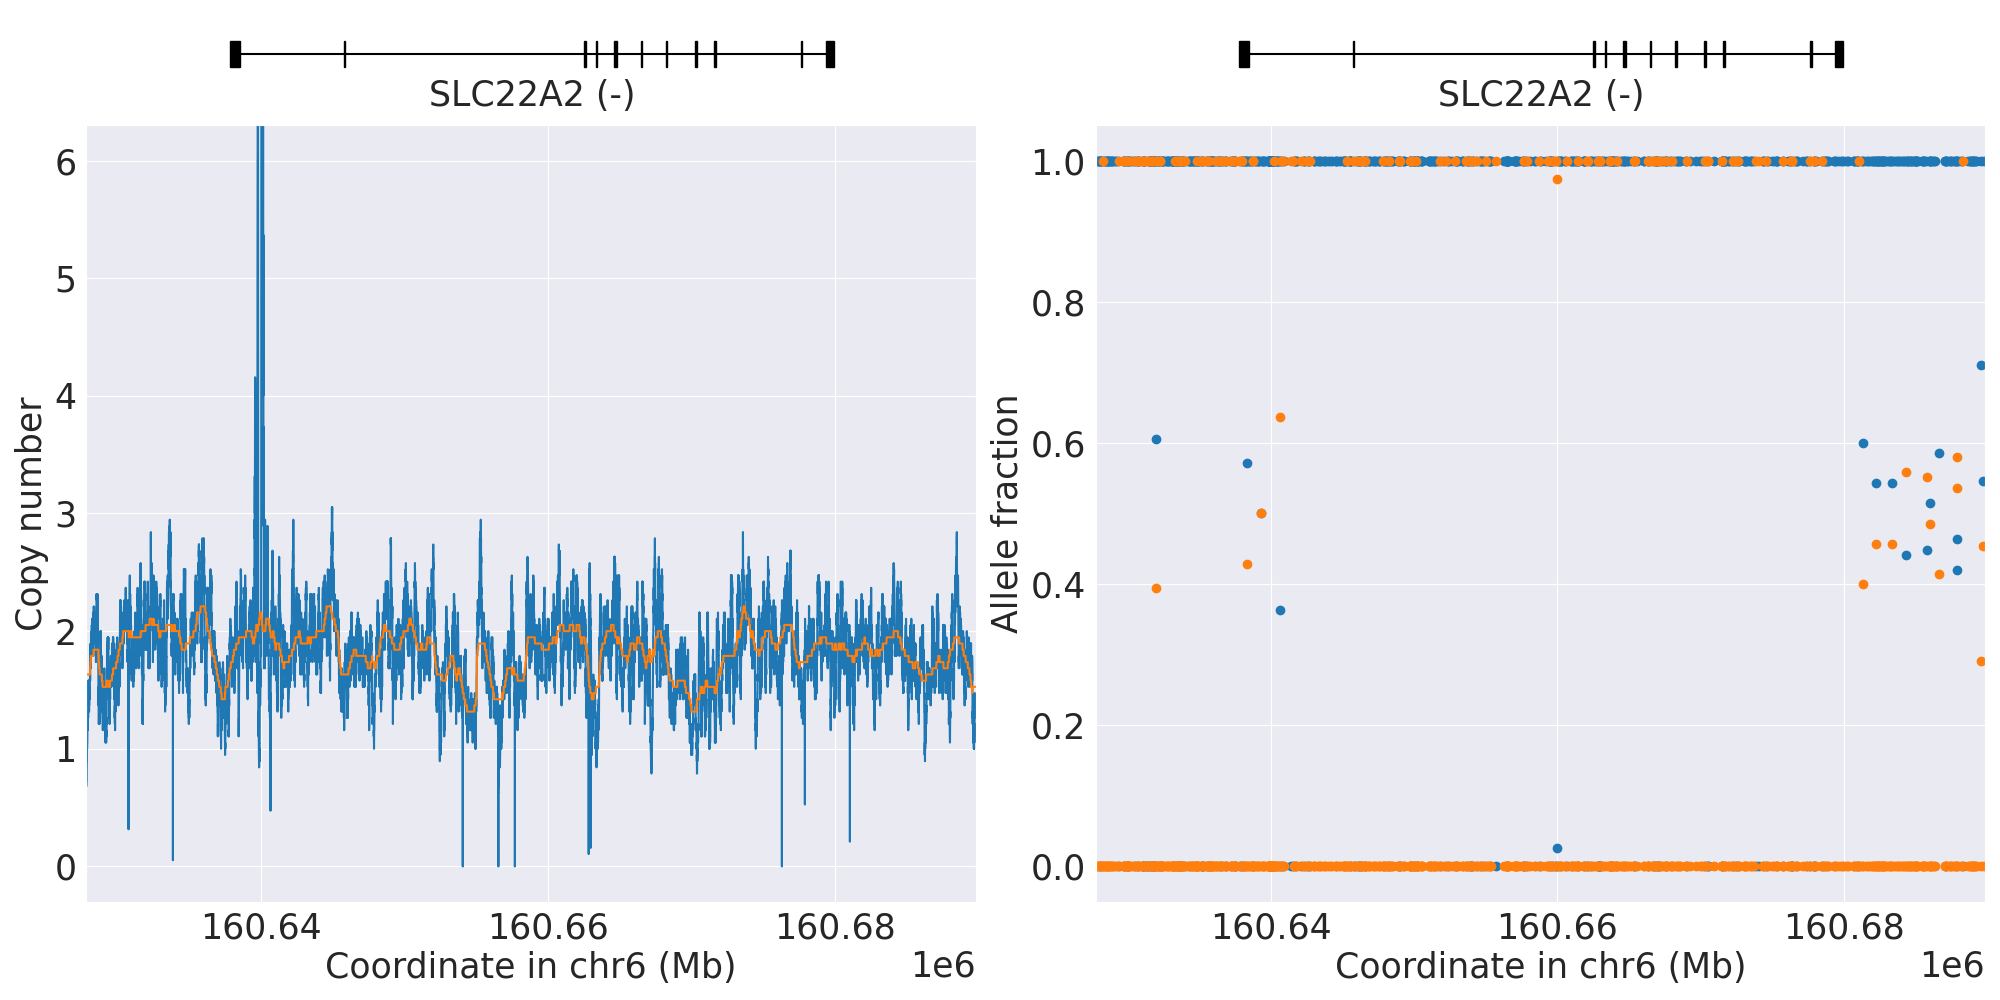 SLC22A2 (-)
6
5
4
3
2
1
0
Copy number
160.64
160.66
160.68
Coordinate in chr6 (Mb)
1e6
SLC22A2 (-)
1.0
0.8
0.6
0.4
0.2
0.0
Allele fraction
160.64
160.66
160.68
Coordinate in chr6 (Mb)
1e6